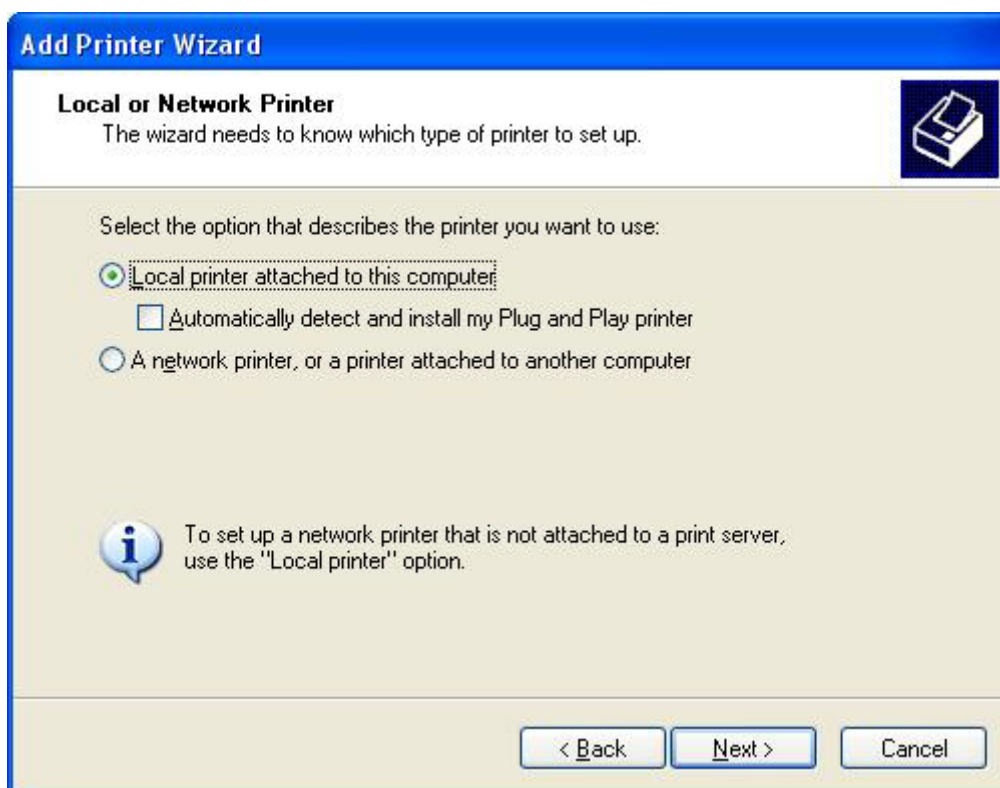 Add Printer Wizard
Local or Network Printer
The wizard needs to know which type of printer to set up.
Select the option that describes the printer you want to use:
Local printer attached to this computer
Automatically detect and install my Plug and Play printer
A network printer, or a printer attached to another computer
To set up a network printer that is not attached to a print server,
use the "Local printer" option.
< Back
Next >
Cancel